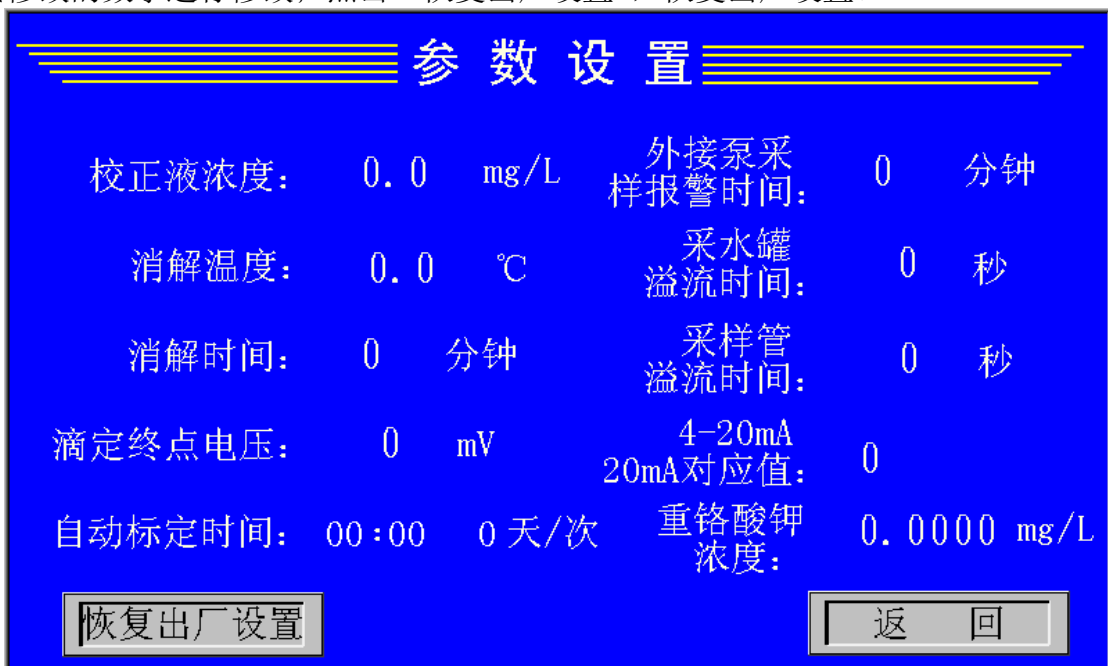 参 数 设 置
校正液浓度： 0.0 mg/L
外接泵采
样报警时间： 0 分钟
消解温度： 0.0 ℃
采水罐
溢流时间： 0 秒
消解时间： 0 分钟
采样管
溢流时间： 0 秒
滴定终点电压： 0 mV
4-20mA
20mA对应值： 0
自动标定时间： 00:00 0天/次
重铬酸钾
浓度： 0.0000 mg/L
恢复出厂设置
返 回